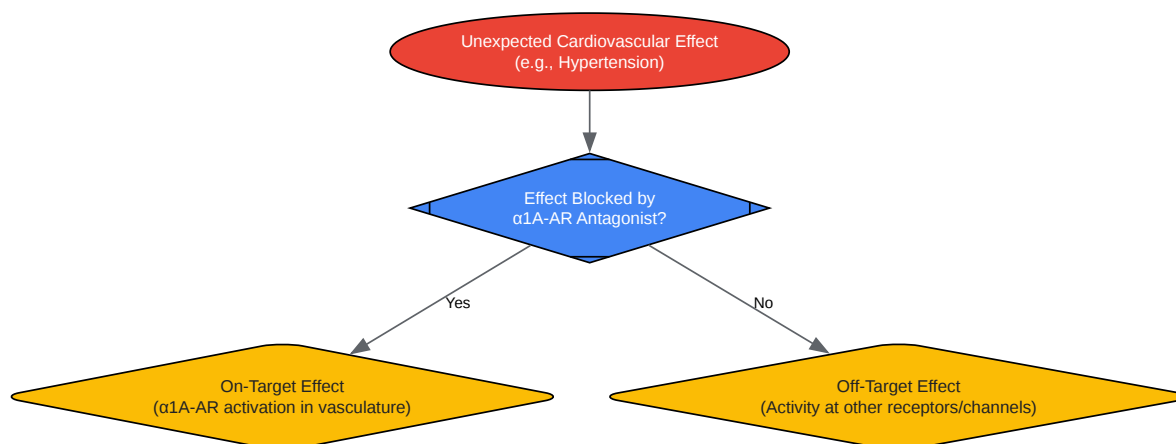 Unexpected Cardiovascular Effect
(e.g., Hypertension)
Effect Blocked by
α1A-AR Antagonist?
Yes
No
On-Target Effect
(α1A-AR activation in vasculature)
Off-Target Effect
(Activity at other receptors/channels)